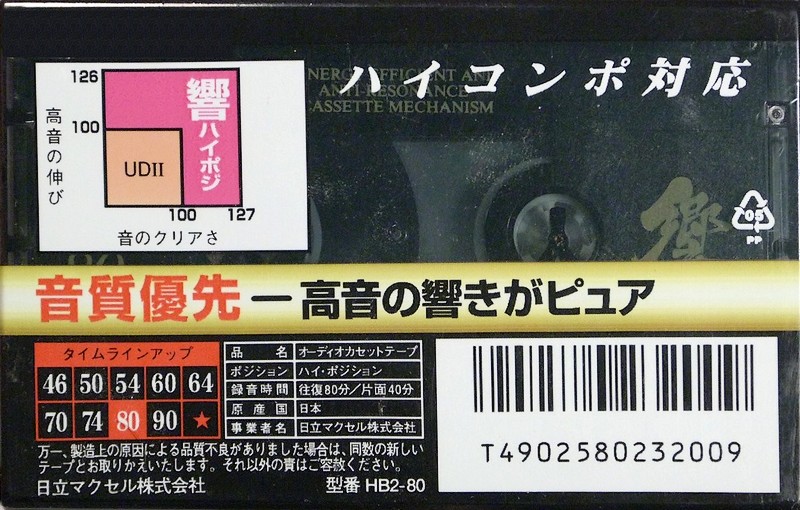 ハイコンポ対応
NERGY EFFICIENT AND
ANTI-RESONANCE
CASSETTE MECHANISM
126
100
高音の伸び
響ハイポジ
UDII
100 127
音のクリアさ
響
05
PP
音質優先ー高音の響きがピュア
タイムラインアップ
46 50 54 60 64
70 74 80 90 ★
品名 オーディオカセットテープ
ポジション ハイ・ポジション
録音時間 往復80分/片面40分
原産国 日本
事業者名 日立マクセル株式会社
万一、製造上の原因による品質不良がありました場合は、同数の新しい
テープとお取りかえいたします。それ以外の責はご容赦ください。
日立マクセル株式会社 型番 HB2-80
T4902580232009